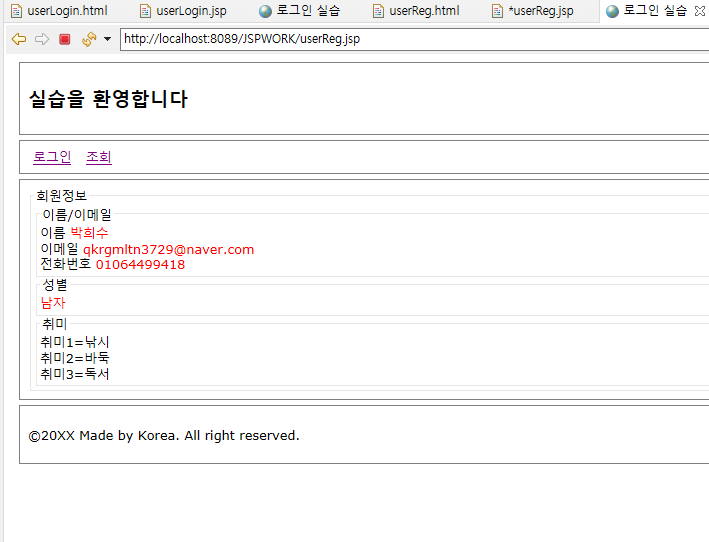 userLogin.html userLogin.jsp 로그인 실습 userReg.html *userReg.jsp 로그인 실습
http://localhost:8089/JSPWORK/userReg.jsp
실습을 환영합니다
로그인 조회
회원정보
이름/이메일
이름 박희수
이메일 qkrgmltn3729@naver.com
전화번호 01064499418
성별
남자
취미
취미1=낚시
취미2=바둑
취미3=독서
©20XX Made by Korea. All right reserved.